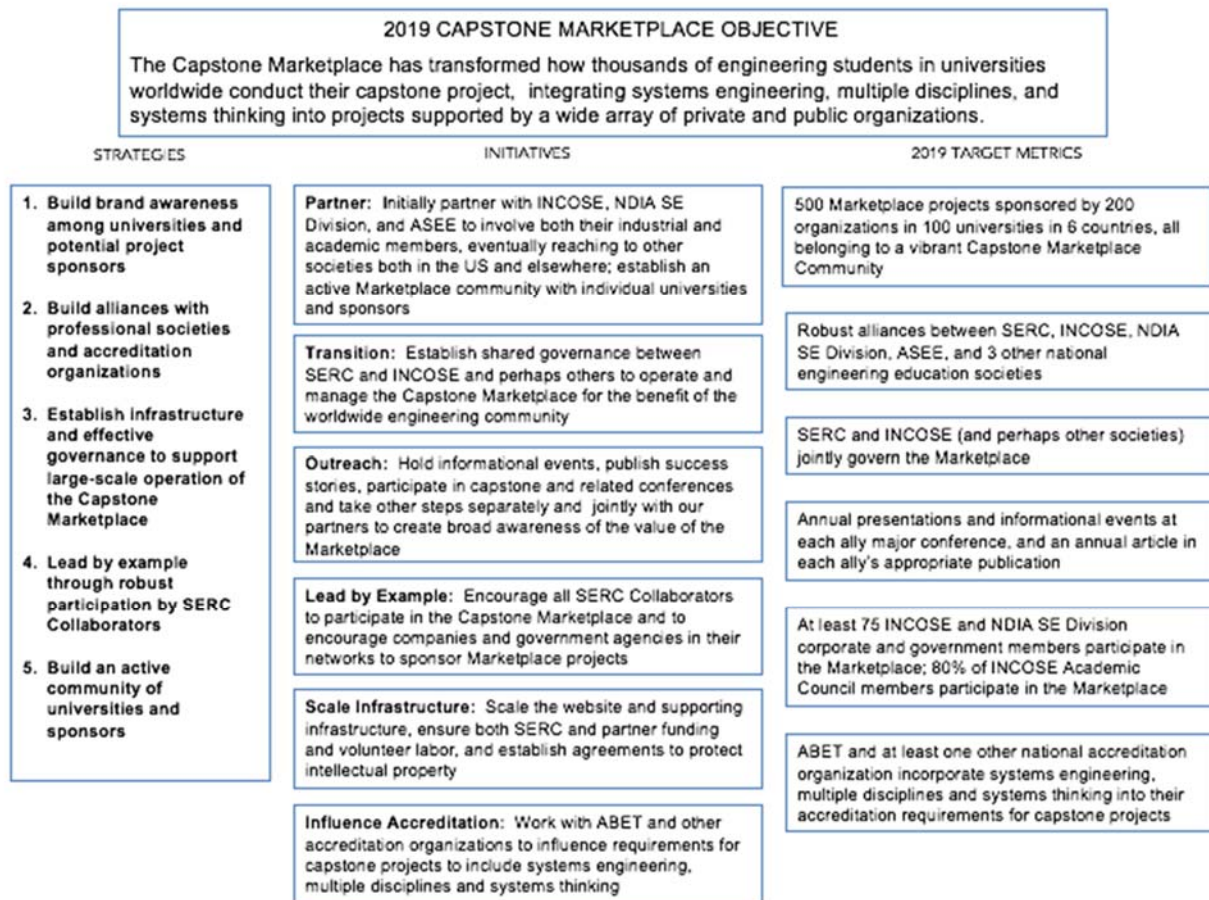 2019 CAPSTONE MARKETPLACE OBJECTIVE
The Capstone Marketplace has transformed how thousands of engineering students in universities
worldwide conduct their capstone project, integrating systems engineering, multiple disciplines, and
systems thinking into projects supported by a wide array of private and public organizations.
STRATEGIES
1. Build brand awareness
among universities and
potential project
sponsors
2. Build alliances with
professional societies
and accreditation
organizations
3. Establish infrastructure
and effective
governance to support
large-scale operation of
the Capstone
Marketplace
4. Lead by example
through robust
participation by SERC
Collaborators
5. Build an active
community of
universities and
sponsors
INITIATIVES
Partner: Initially partner with INCOSE, NDIA SE
Division, and ASEE to involve both their industrial and
academic members, eventually reaching to other
societies both in the US and elsewhere; establish an
active Marketplace community with individual universities
and sponsors
Transition: Establish shared governance between
SERC and INCOSE and perhaps others to operate and
manage the Capstone Marketplace for the benefit of the
worldwide engineering community
Outreach: Hold informational events, publish success
stories, participate in capstone and related conferences
and take other steps separately and jointly with our
partners to create broad awareness of the value of the
Marketplace
Lead by Example: Encourage all SERC Collaborators
to participate in the Capstone Marketplace and to
encourage companies and government agencies in their
networks to sponsor Marketplace projects
Scale Infrastructure: Scale the website and supporting
infrastructure, ensure both SERC and partner funding
and volunteer labor, and establish agreements to protect
intellectual property
Influence Accreditation: Work with ABET and other
accreditation organizations to influence requirements for
capstone projects to include systems engineering,
multiple disciplines and systems thinking
2019 TARGET METRICS
500 Marketplace projects sponsored by 200
organizations in 100 universities in 6 countries, all
belonging to a vibrant Capstone Marketplace
Community
Robust alliances between SERC, INCOSE, NDIA
SE Division, ASEE, and 3 other national
engineering education societies
SERC and INCOSE (and perhaps other societies)
jointly govern the Marketplace
Annual presentations and informational events at
each ally major conference, and an annual article in
each ally's appropriate publication
At least 75 INCOSE and NDIA SE Division
corporate and government members participate in
the Marketplace; 80% of INCOSE Academic
Council members participate in the Marketplace
ABET and at least one other national accreditation
organization incorporate systems engineering,
multiple disciplines and systems thinking into their
accreditation requirements for capstone projects